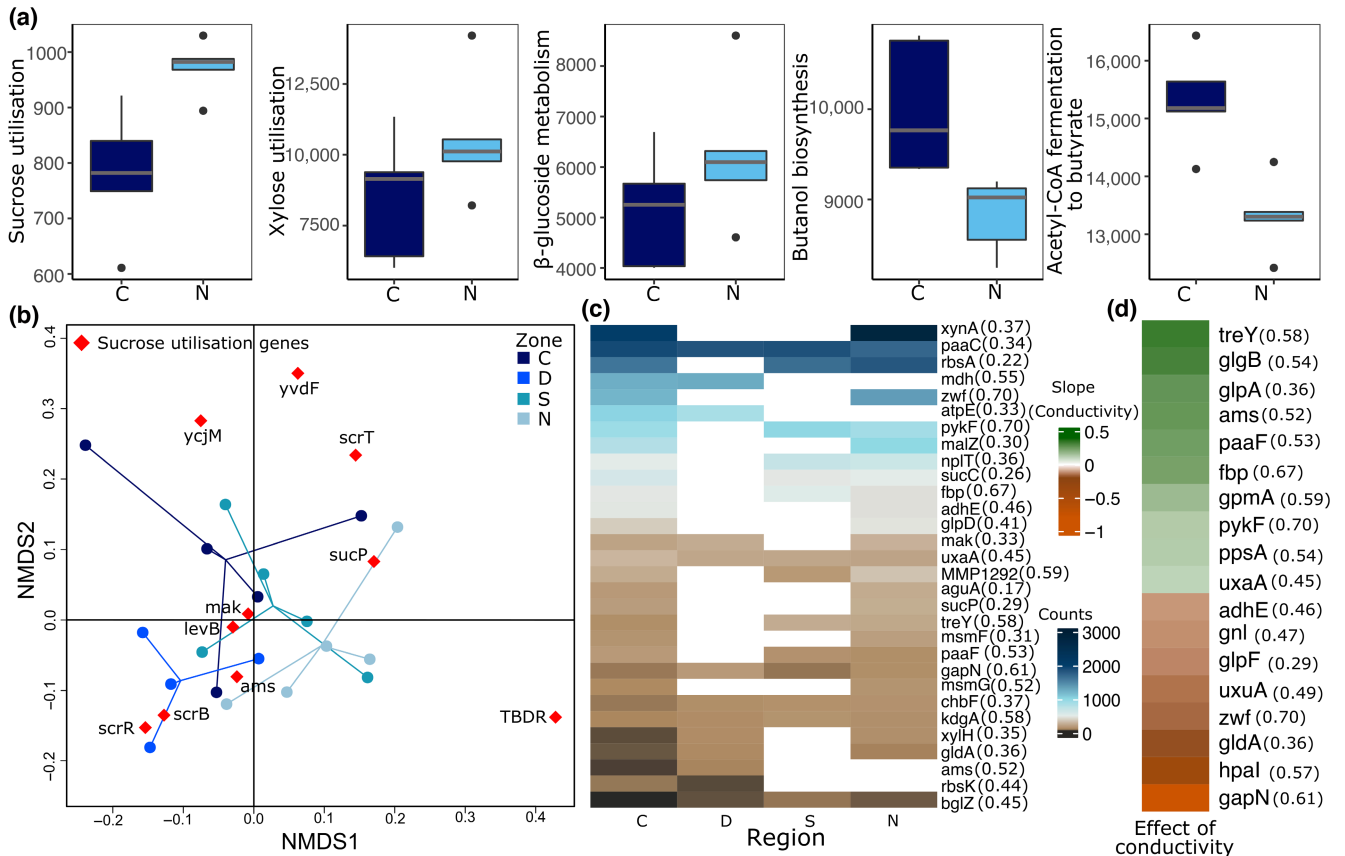 (a)
Sucrose utilisation
1000
900
800
700
600
C
N
Xylose utilisation
12,500
10,000
7500
C
N
β-glucoside metabolism
8000
7000
6000
5000
4000
C
N
Butanol biosynthesis
10,000
9000
C
N
Acetyl-CoA fermentation
to butyrate
16,000
15,000
14,000
13,000
C
N
(b)
Sucrose utilisation genes
Zone
C
D
S
N
yvdF
ycjM
scrT
sucP
mak
levB
ams
scrB
scrR
TBDR
NMDS2
0.4
0.3
0.2
0.1
0.0
−0.1
−0.2
−0.2
−0.1
0.0
0.1
0.2
0.3
0.4
NMDS1
(c)
xynA(0.37)
paaC(0.34)
rbsA(0.22)
mdh(0.55)
zwf(0.70)
atpE(0.33)
pykF(0.70)
malZ(0.30)
nplT(0.36)
sucC(0.26)
fbp(0.67)
adhE(0.46)
glpD(0.41)
mak(0.33)
uxaA(0.45)
MMP1292(0.59)
aguA(0.17)
sucP(0.29)
treY(0.58)
msmF(0.31)
paaF(0.53)
gapN(0.61)
msmG(0.52)
chbF(0.37)
kdgA(0.58)
xylH(0.35)
gldA(0.36)
ams(0.52)
rbsK(0.44)
bglZ(0.45)
C
D
S
N
Region
Slope
(Conductivity)
0.5
0
−0.5
−1
Counts
3000
2000
1000
0
(d)
treY(0.58)
glgB (0.54)
glpA(0.36)
ams(0.52)
paaF(0.53)
fbp(0.67)
gpmA (0.59)
pykF(0.70)
ppsA (0.54)
uxaA(0.45)
adhE(0.46)
gnl (0.47)
glpF(0.29)
uxuA(0.49)
zwf(0.70)
gldA(0.36)
hpaI (0.57)
gapN(0.61)
Effect of
conductivity